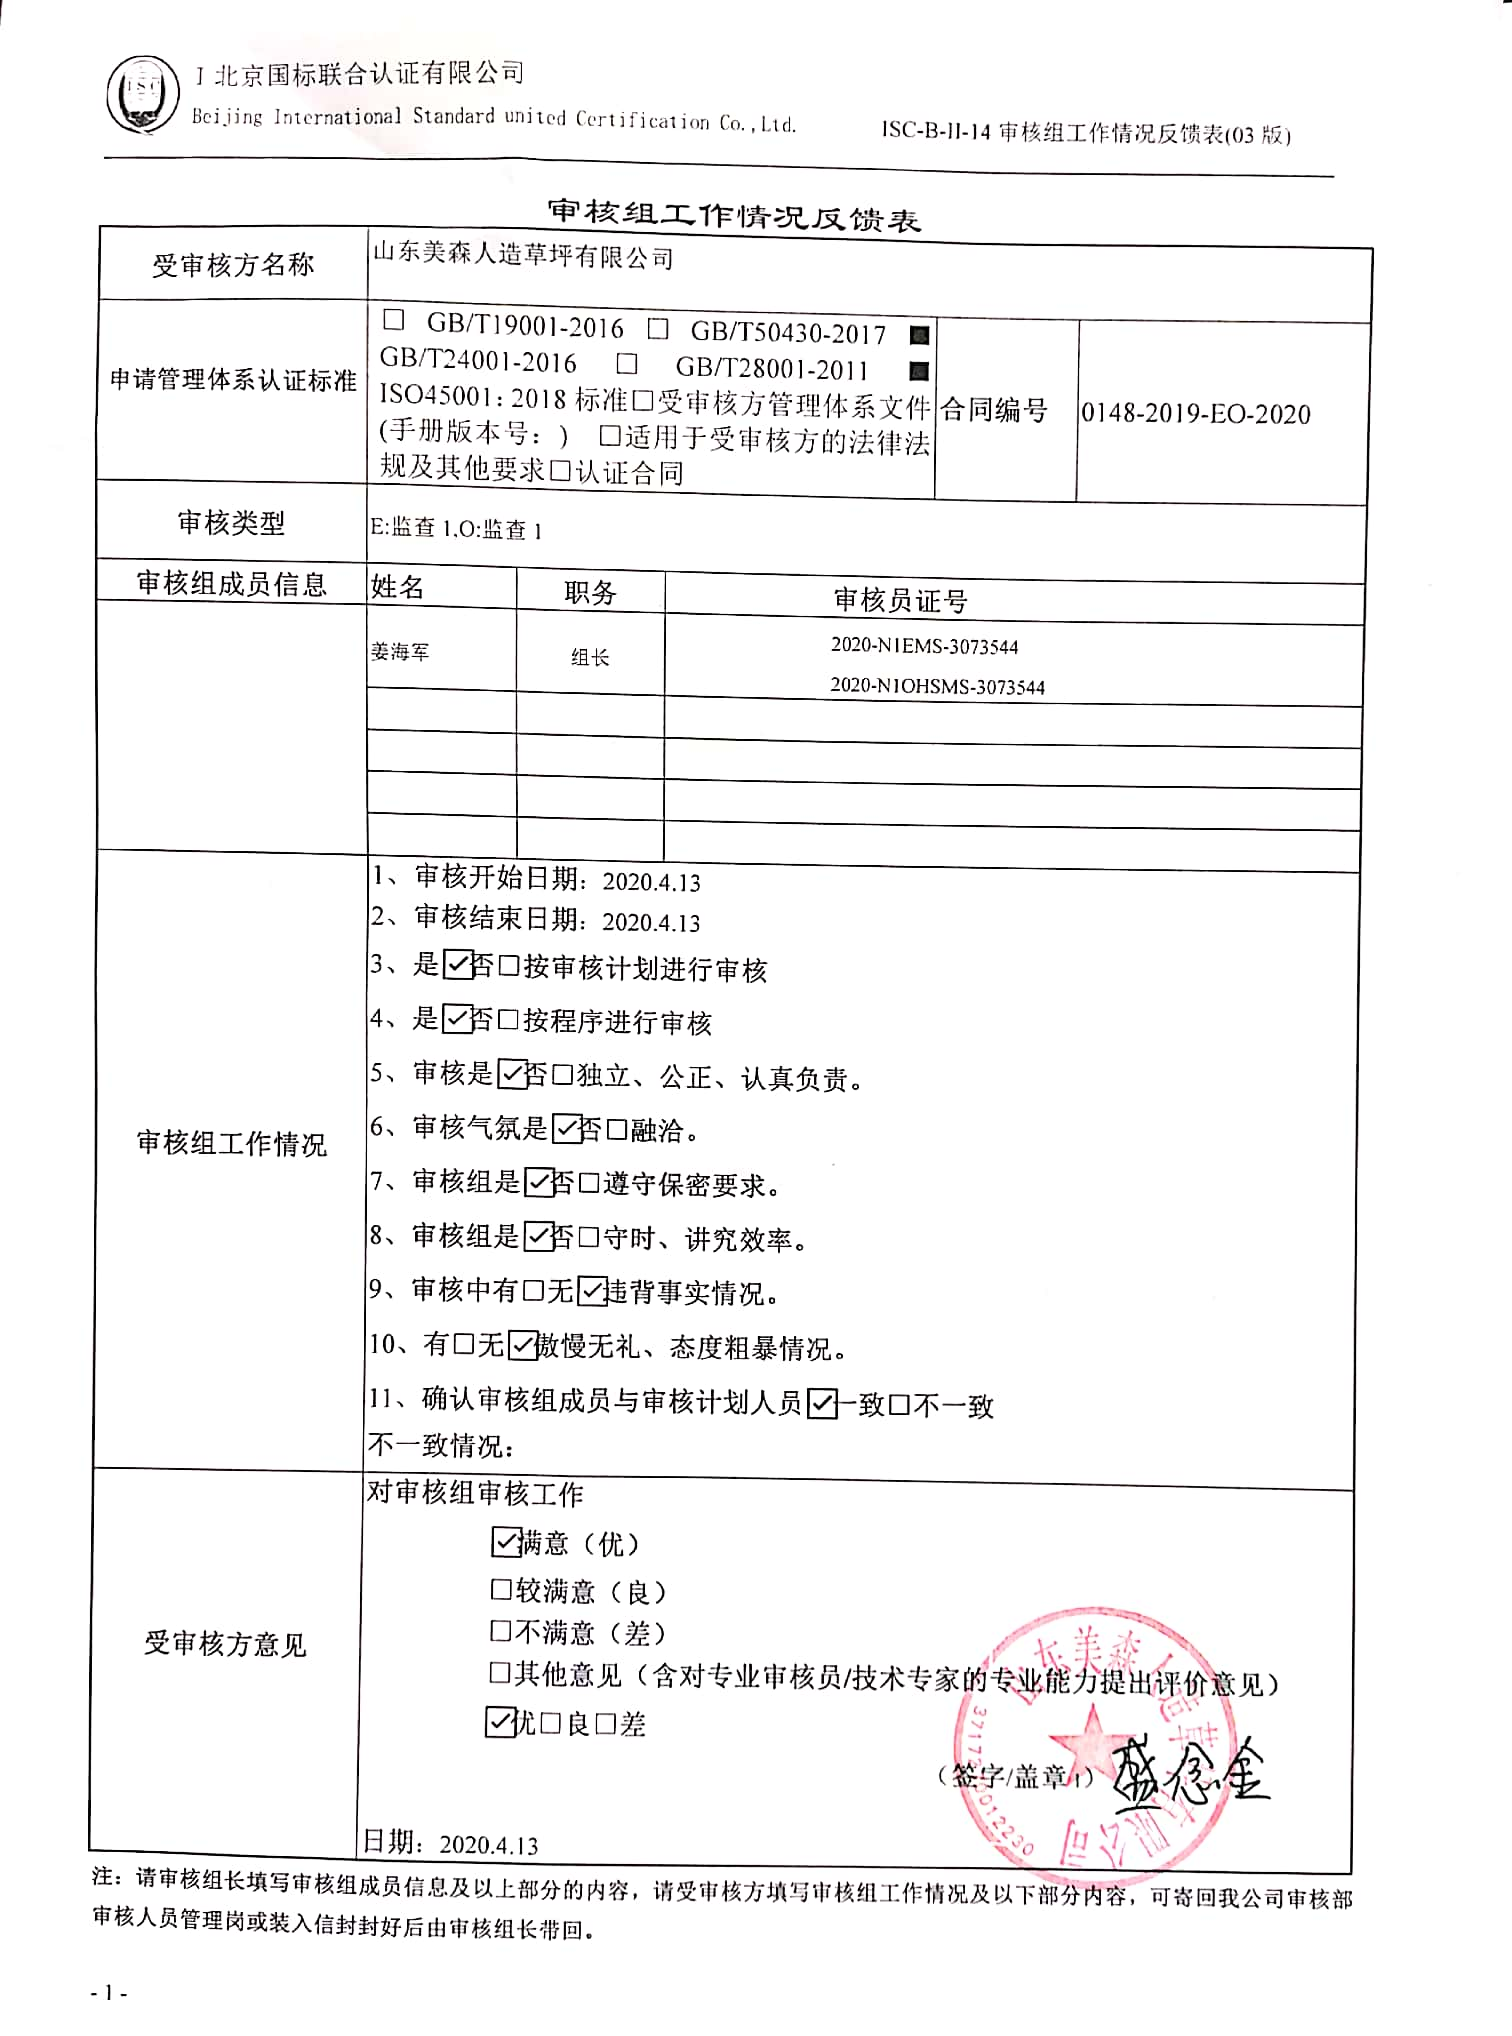 ISC
I 北京国标联合认证有限公司
Beijing International Standard united Certification Co.,Ltd.
ISC-B-II-14 审核组工作情况反馈表(03 版)
审核组工作情况反馈表
受审核方名称
山东美森人造草坪有限公司
申请管理体系认证标准
□ GB/T19001-2016 □ GB/T50430-2017 ■
GB/T24001-2016 □ GB/T28001-2011 ■
ISO45001: 2018 标准□受审核方管理体系文件
(手册版本号: ) □适用于受审核方的法律法
规及其他要求□认证合同
合同编号
0148-2019-EO-2020
审核类型
E:监查 1,O:监查 1
审核组成员信息 姓名 职务 审核员证号
姜海军 组长 2020-N1EMS-3073544
2020-N1OHSMS-3073544
审核组工作情况
1、审核开始日期: 2020.4.13
2、审核结束日期: 2020.4.13
3、是☑否□按审核计划进行审核
4、是☑否□按程序进行审核
5、审核是☑否□独立、公正、认真负责。
6、审核气氛是☑否□融洽。
7、审核组是☑否□遵守保密要求。
8、审核组是☑否□守时、讲究效率。
9、审核中有□无☑违背事实情况。
10、有□无☑傲慢无礼、态度粗暴情况。
11、确认审核组成员与审核计划人员☑一致□不一致
不一致情况:
受审核方意见
对审核组审核工作
☑满意（优）
□较满意（良）
□不满意（差）
□其他意见（含对专业审核员/技术专家的专业能力提出评价意见）
☑优□良□差
（签字/盖章）盛念金
山东美森人造草坪有限公司
日期: 2020.4.13
注: 请审核组长填写审核组成员信息及以上部分的内容，请受审核方填写审核组工作情况及以下部分内容，可寄回我公司审核部
审核人员管理岗或装入信封封好后由审核组长带回。
- 1 -